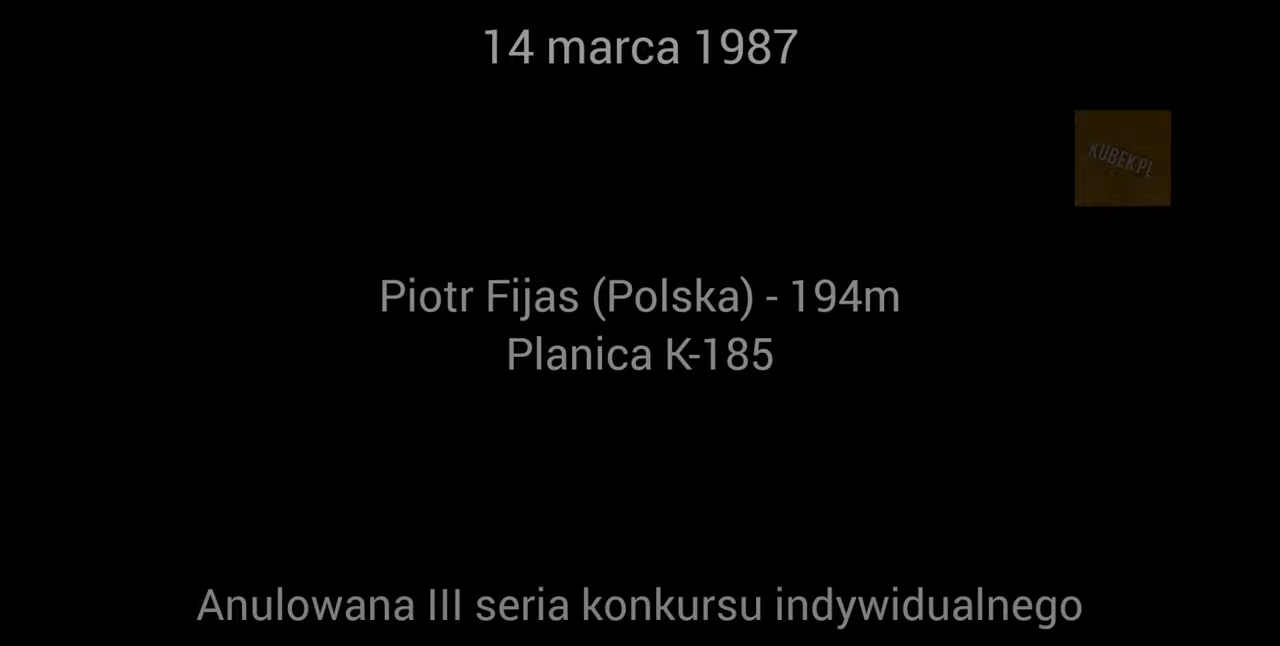 14 marca 1987
KUBEK.PL
Piotr Fijas (Polska) - 194m
Planica K-185
Anulowana III seria konkursu indywidualnego